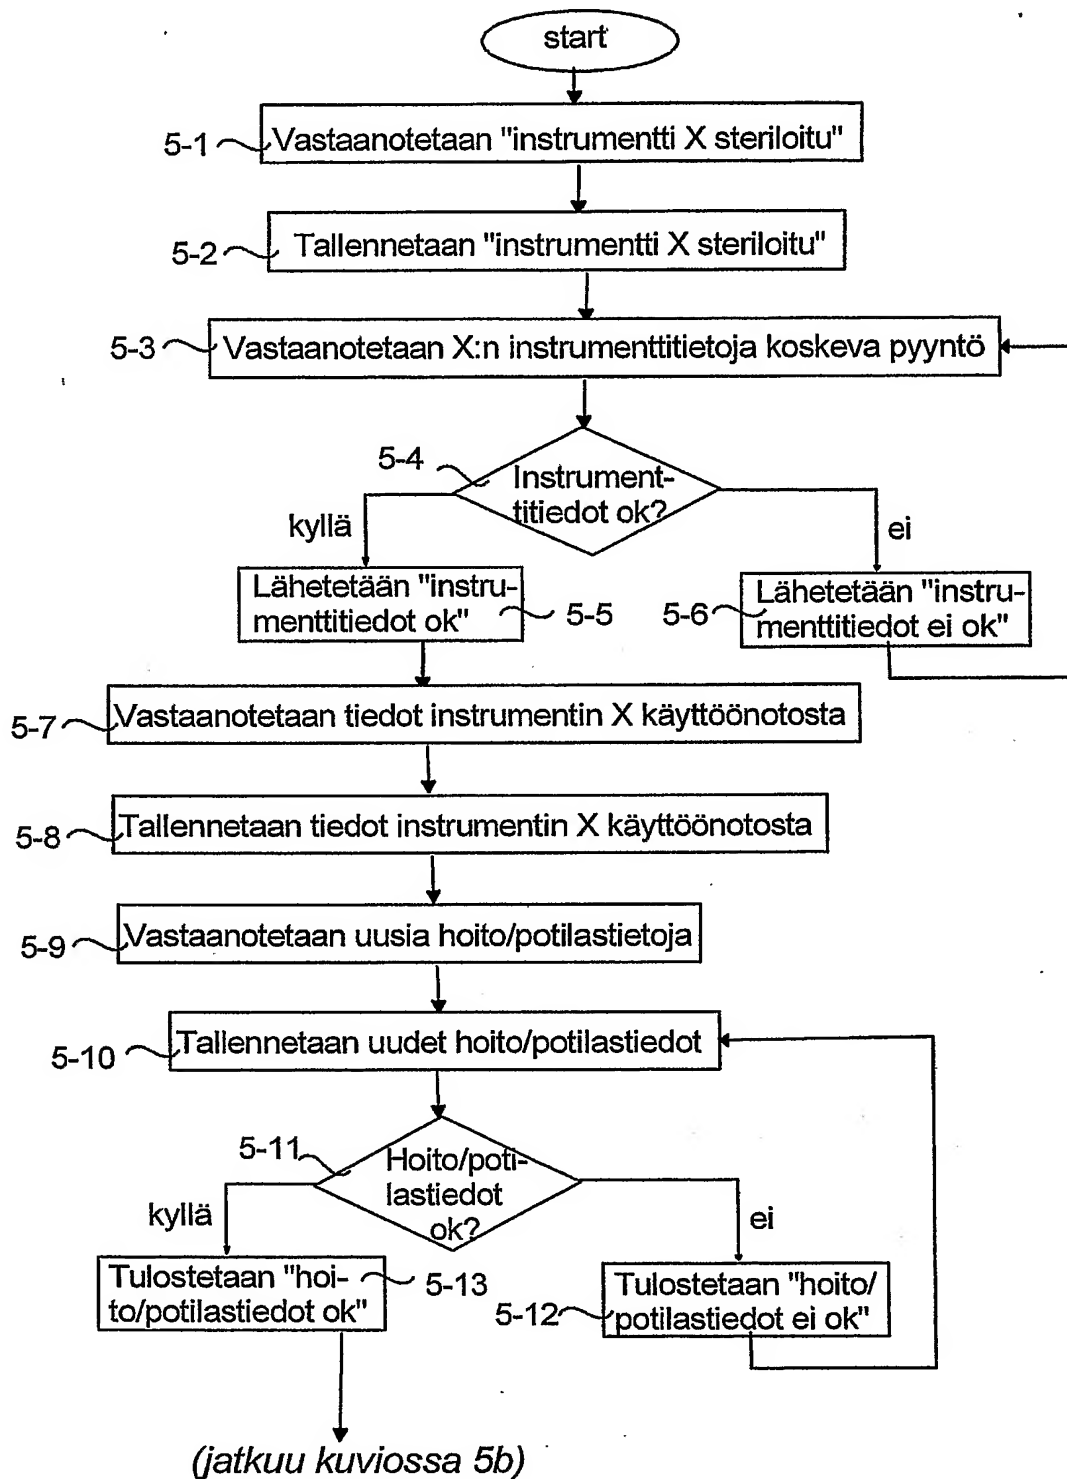 start
5-1 Vastaanotetaan "instrumentti X steriloitu"
5-2 Tallennetaan "instrumentti X steriloitu"
5-3 Vastaanotetaan X:n instrumenttitietoja koskeva pyyntö
5-4
Instrument-
titiedot ok?
kyllä
ei
Lähetetään "instru-
menttitiedot ok"
5-5
5-6
Lähetetään "instru-
menttitiedot ei ok"
5-7 Vastaanotetaan tiedot instrumentin X käyttöönotosta
5-8 Tallennetaan tiedot instrumentin X käyttöönotosta
5-9 Vastaanotetaan uusia hoito/potilastietoja
5-10 Tallennetaan uudet hoito/potilastiedot
5-11
Hoito/poti-
lastiedot
ok?
kyllä
ei
Tulostetaan "hoi-
to/potilastiedot ok"
5-13
5-12
Tulostetaan "hoito/
potilastiedot ei ok"
(jatkuu kuviossa 5b)